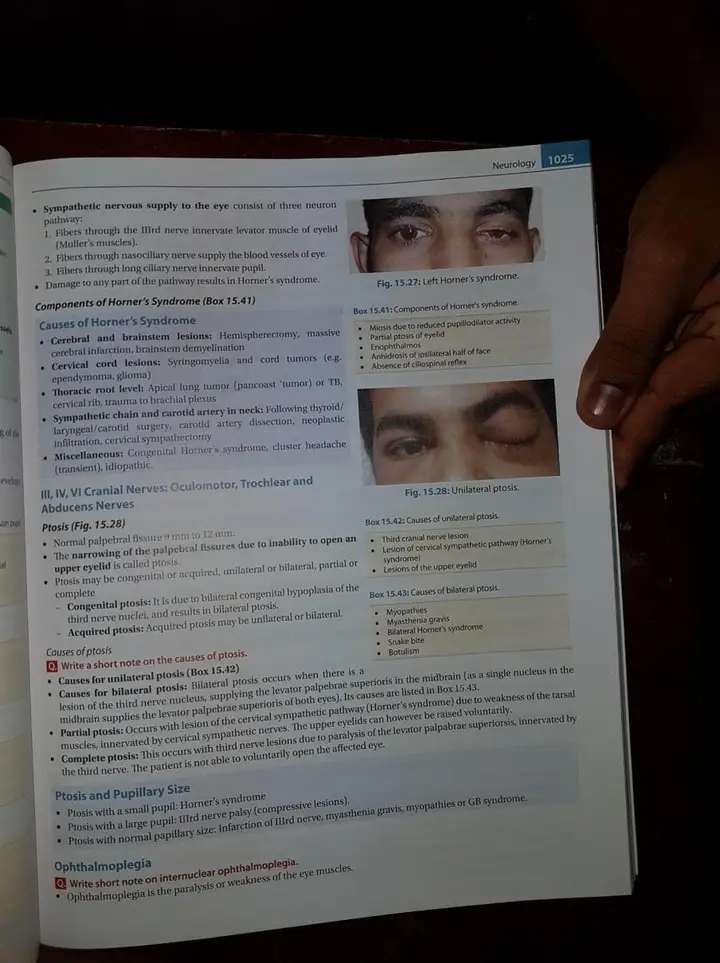 Neurology 1025
• Sympathetic nervous supply to the eye consist of three neuron
pathway:
1. Fibers through the IIIrd nerve innervate levator muscle of eyelid
(Muller's muscles).
2. Fibers through nasociliary nerve supply the blood vessels of eye.
3. Fibers through long ciliary nerve innervate pupil.
• Damage to any part of the pathway results in Horner's syndrome.
Components of Horner's Syndrome (Box 15.41)
Causes of Horner's Syndrome
• Cerebral and brainstem lesions: Hemispherectomy, massive
cerebral infarction, brainstem demyelination
• Cervical cord lesions: Syringomyelia and cord tumors (e.g.
ependymoma, glioma)
• Thoracic root level: Apical lung tumor (pancoast 'tumor) or TB,
cervical rib, trauma to brachial plexus
• Sympathetic chain and carotid artery in neck: Following thyroid/
laryngeal/carotid surgery, carotid artery dissection, neoplastic
infiltration, cervical sympathectomy
• Miscellaneous: Congenital Horner's syndrome, cluster headache
(transient), idiopathic.
III, IV, VI Cranial Nerves: Oculomotor, Trochlear and
Abducens Nerves
Ptosis (Fig. 15.28)
• Normal palpebral fissure 9 mm to 12 mm.
• The narrowing of the palpebral fissures due to inability to open an
upper eyelid is called ptosis.
• Ptosis may be congenital or acquired, unilateral or bilateral, partial or
complete
– Congenital ptosis: It is due to bilateral congenital hypoplasia of the
third nerve nuclei, and results in bilateral ptosis.
– Acquired ptosis: Acquired ptosis may be unilateral or bilateral.
Causes of ptosis
Q. Write a short note on the causes of ptosis.
• Causes for unilateral ptosis (Box 15.42)
• Causes for bilateral ptosis: Bilateral ptosis occurs when there is a
lesion of the third nerve nucleus, supplying the levator palpebrae superioris in the midbrain (as a single nucleus in the
midbrain supplies the levator palpebrae superioris of both eyes). Its causes are listed in Box 15.43.
• Partial ptosis: Occurs with lesion of the cervical sympathetic pathway (Horner's syndrome) due to weakness of the tarsal
muscles, innervated by cervical sympathetic nerves. The upper eyelids can however be raised voluntarily.
• Complete ptosis: This occurs with third nerve lesions due to paralysis of the levator palpabrae superiorsis, innervated by
the third nerve. The patient is not able to voluntarily open the affected eye.
Ptosis and Pupillary Size
• Ptosis with a small pupil: Horner's syndrome
• Ptosis with a large pupil: IIIrd nerve palsy (compressive lesions).
• Ptosis with normal papillary size: Infarction of IIIrd nerve, myasthenia gravis, myopathies or GB syndrome.
Ophthalmoplegia
Q. Write short note on internuclear ophthalmoplegia.
• Ophthalmoplegia is the paralysis or weakness of the eye muscles.
Fig. 15.27: Left Horner's syndrome.
Box 15.41: Components of Horner's syndrome.
• Miosis due to reduced pupillodilator activity
• Partial ptosis of eyelid
• Enophthalmos
• Anhidrosis of ipsilateral half of face
• Absence of ciliospinal reflex
Fig. 15.28: Unilateral ptosis.
Box 15.42: Causes of unilateral ptosis.
• Third cranial nerve lesion
• Lesion of cervical sympathetic pathway (Horner's
syndrome)
• Lesions of the upper eyelid
Box 15.43: Causes of bilateral ptosis.
• Myopathies
• Myasthenia gravis
• Bilateral Horner's syndrome
• Snake bite
• Botulism